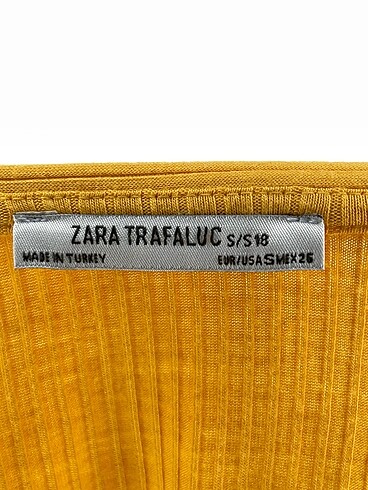 ZARA TRAFALUC S/S18
MADE IN TURKEY EUR/USA S MEX 26